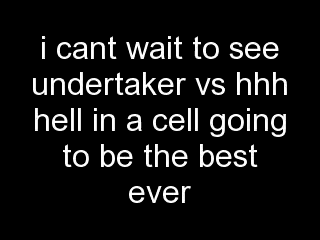 i cant wait to see
undertaker vs hhh
hell in a cell going
to be the best
ever